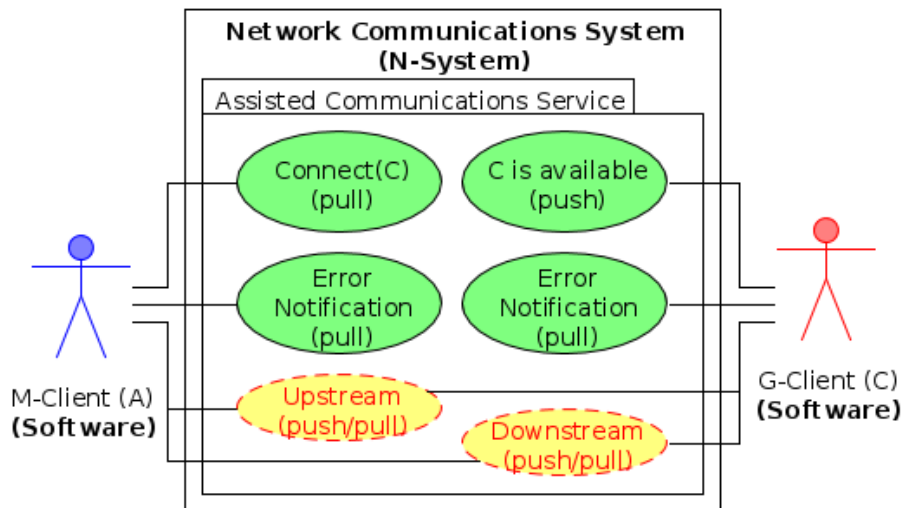 Network Communications System
(N-System)
Assisted Communications Service
Connect(C)
(pull)
C is available
(push)
Error
Notification
(pull)
Error
Notification
(pull)
Upstream
(push/pull)
Downstream
(push/pull)
M-Client (A)
(Software)
G-Client (C)
(Software)